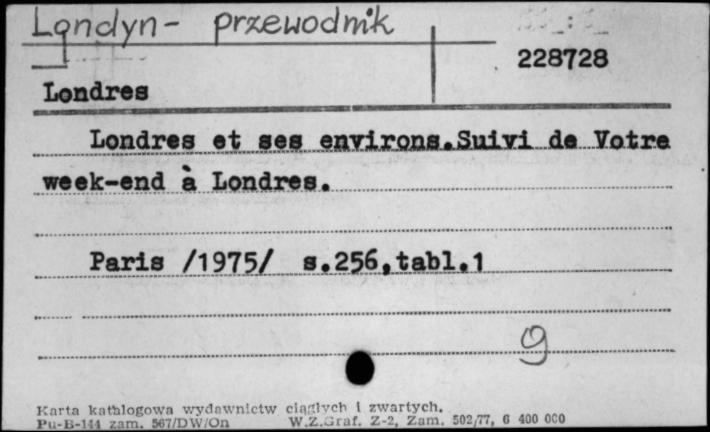 Londyn- przewodnik
228728
Londres
Londres et ses environs.Suivi de Votre
week-end à Londres.
Paris /1975/ s.256,tabl.1
9
Karta katalogowa wydawnictw ciągłych i zwartych.
Pu-B-144 zam. 567/DW/On W.Z.Graf. Z-2, Zam. 502/77, 6 400 000